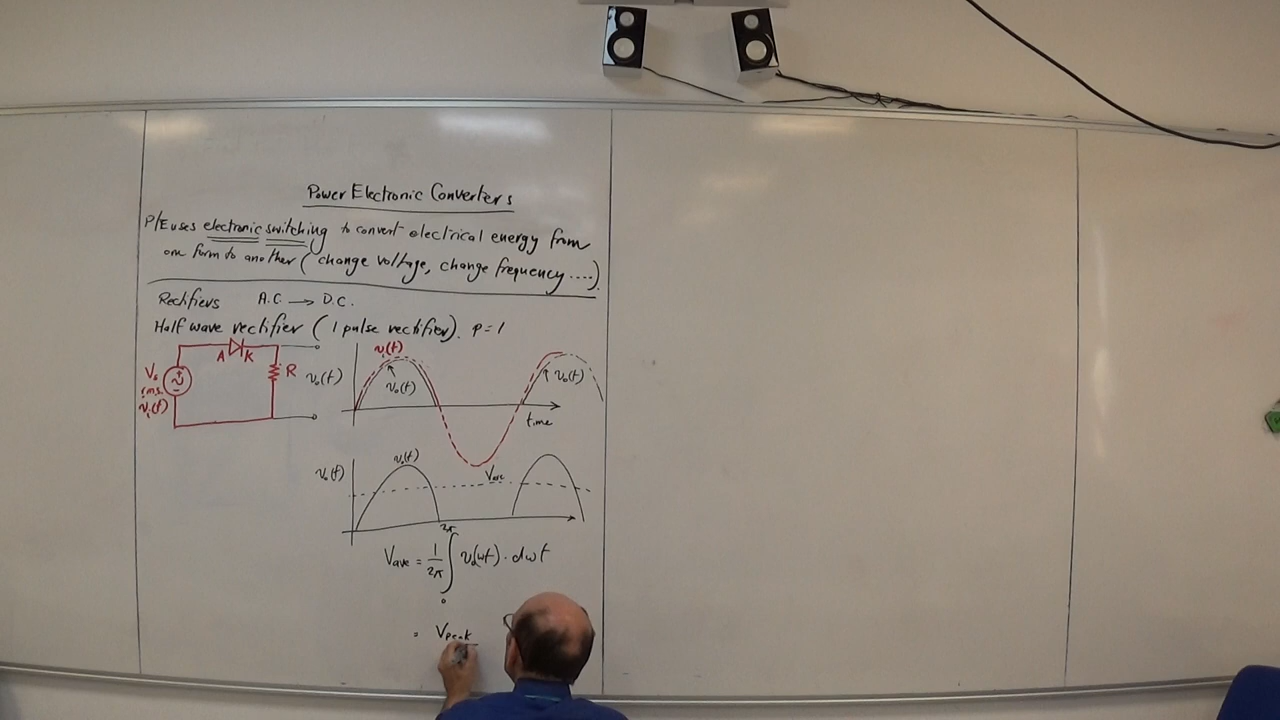 Power Electronic Converters
P/E uses electronic switching to convert electrical energy from
one form to another (change voltage, change frequency ....).
Rectifiers A.C → D.C.
Half wave rectifier (1 pulse rectifier). P = 1
A K
Vs
rms
vi(t)
R
vo(t)
vi(t)
vo(t)
vo(t)
time
vo(t)
vo(t)
Vave
Vave = 1/2π ∫₀^2π vo(ωt) · dωt
= Vpeak